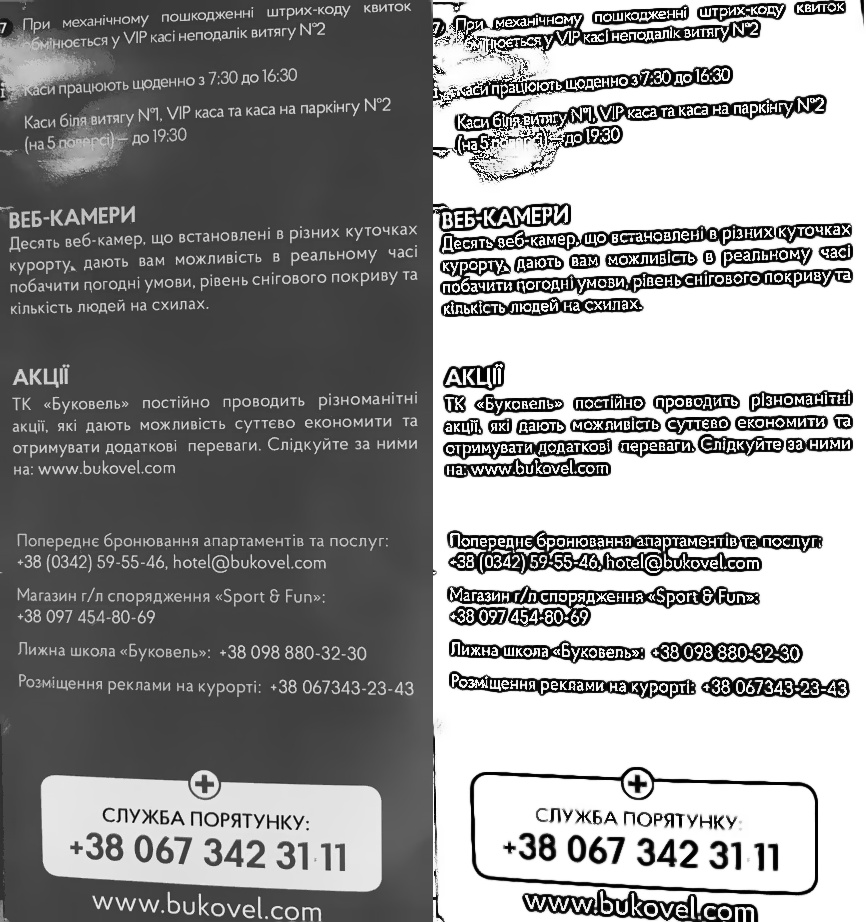 7 При механічному пошкодженні штрих-коду квиток
обмінюється у VIP касі неподалік витягу №2
Каси працюють щоденно з 7:30 до 16:30
Каси біля витягу №1, VIP каса та каса на паркінгу №2
(на 5 поверсі) — до 19:30
ВЕБ-КАМЕРИ
Десять веб-камер, що встановлені в різних куточках
курорту, дають вам можливість в реальному часі
побачити погодні умови, рівень снігового покриву та
кількість людей на схилах.
АКЦІЇ
ТК «Буковель» постійно проводить різноманітні
акції, які дають можливість суттєво економити та
отримувати додаткові переваги. Слідкуйте за ними
на: www.bukovel.com
Попереднє бронювання апартаментів та послуг:
+38 (0342) 59-55-46, hotel@bukovel.com
Магазин г/л спорядження «Sport & Fun»:
+38 097 454-80-69
Лижна школа «Буковель»: +38 098 880-32-30
Розміщення реклами на курорті: +38 067343-23-43
СЛУЖБА ПОРЯТУНКУ:
+38 067 342 31 11
www.bukovel.com
7 При механічному пошкодженні штрих-коду квиток
обмінюється у VIP касі неподалік витягу №2
Каси працюють щоденно з 7:30 до 16:30
Каси біля витягу №1, VIP каса та каса на паркінгу №2
(на 5 поверсі) — до 19:30
ВЕБ-КАМЕРИ
Десять веб-камер, що встановлені в різних куточках
курорту, дають вам можливість в реальному часі
побачити погодні умови, рівень снігового покриву та
кількість людей на схилах.
АКЦІЇ
ТК «Буковель» постійно проводить різноманітні
акції, які дають можливість суттєво економити та
отримувати додаткові переваги. Слідкуйте за ними
на: www.bukovel.com
Попереднє бронювання апартаментів та послуг:
+38 (0342) 59-55-46, hotel@bukovel.com
Магазин г/л спорядження «Sport & Fun»:
+38 097 454-80-69
Лижна школа «Буковель»: +38 098 880-32-30
Розміщення реклами на курорті: +38 067343-23-43
СЛУЖБА ПОРЯТУНКУ:
+38 067 342 31 11
www.bukovel.com